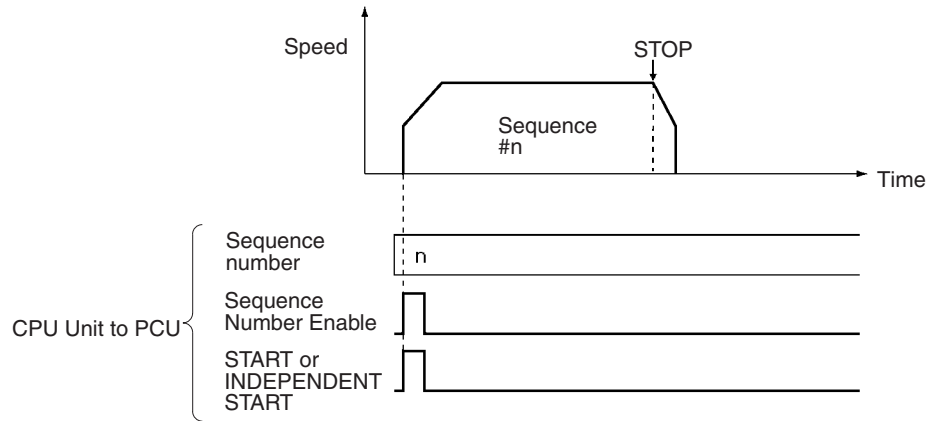 Speed
STOP
Sequence
#n
Time
Sequence
number
n
Sequence
Number Enable
CPU Unit to PCU
START or
INDEPENDENT
START